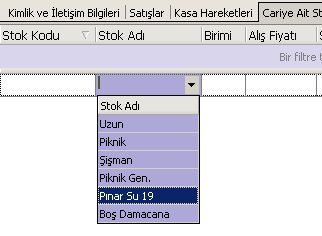 Kimlik ve İletişim Bilgileri Satışlar Kasa Hareketleri Cariye Ait St
Stok Kodu Stok Adı Birimi Alış Fiyatı S
Bir filtre t
Stok Adı
Uzun
Piknik
Şişman
Piknik Gen.
Pınar Su 19
Boş Damacana